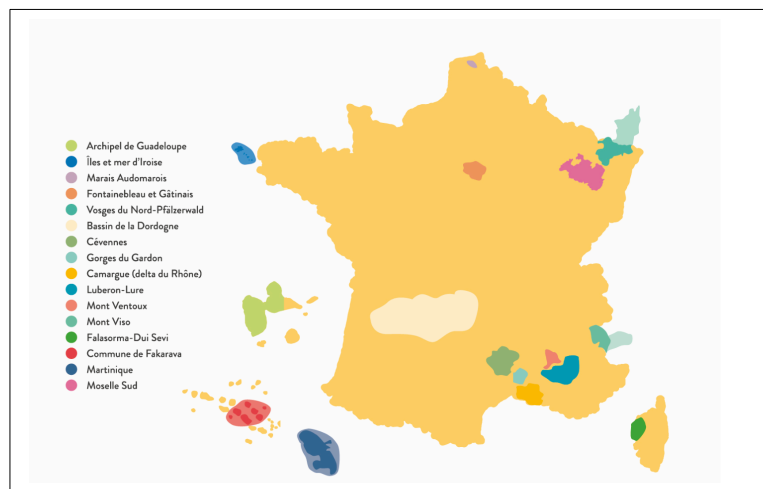 Archipel de Guadeloupe
Îles et mer d'Iroise
Marais Audomarois
Fontainebleau et Gâtinais
Vosges du Nord-Pfälzerwald
Bassin de la Dordogne
Cévennes
Gorges du Gardon
Camargue (delta du Rhône)
Luberon-Lure
Mont Ventoux
Mont Viso
Falasorma-Dui Sevi
Commune de Fakarava
Martinique
Moselle Sud